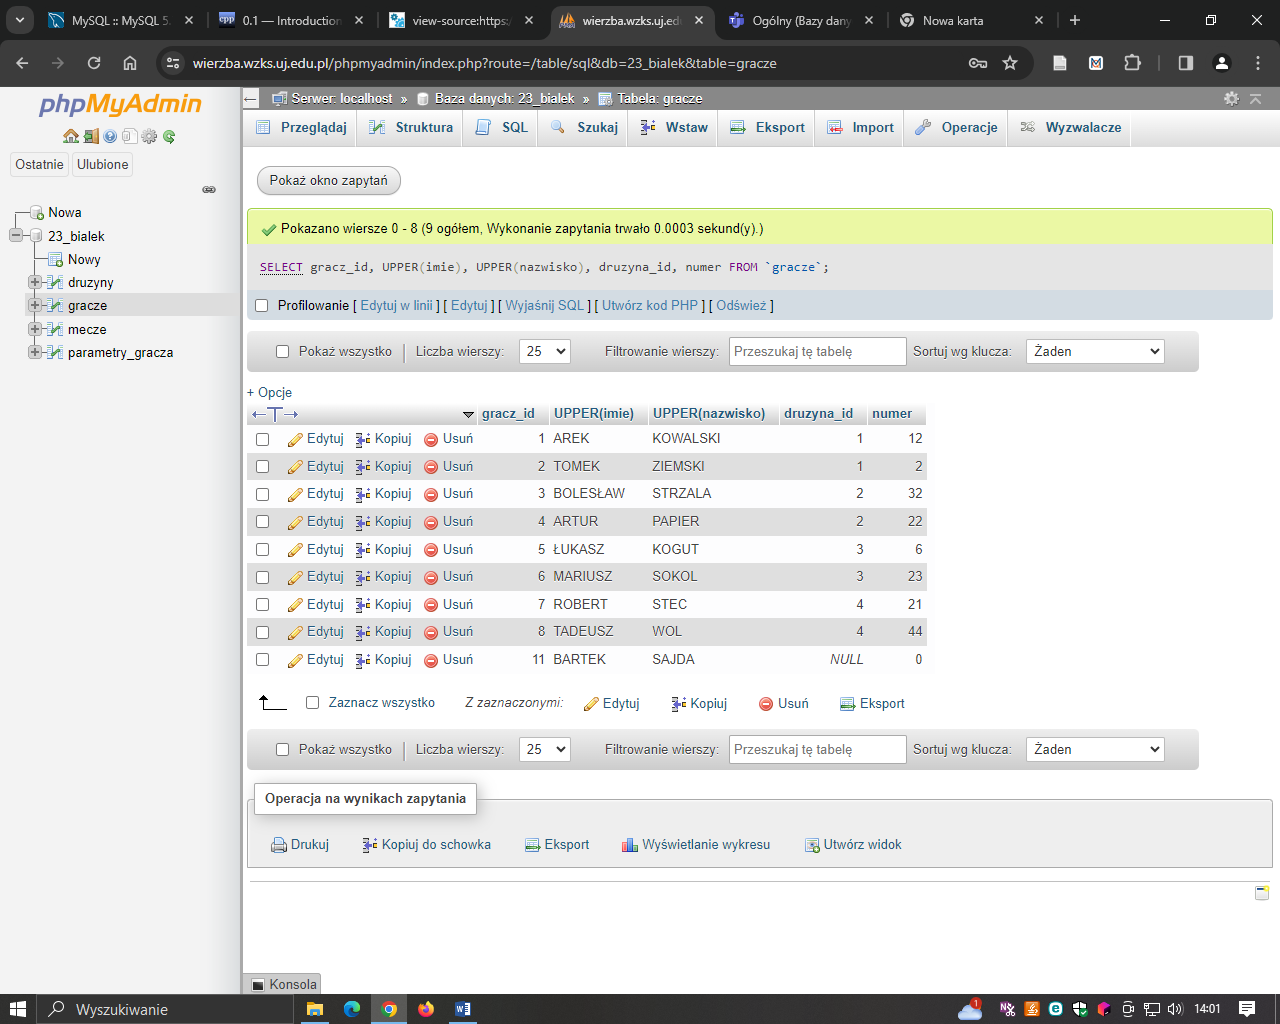 MySQL :: MySQL 5.
0.1 — Introduction
view-source:https:/
wierzba.wzks.uj.ed
Ogólny (Bazy dany
Nowa karta
wierzba.wzks.uj.edu.pl/phpmyadmin/index.php?route=/table/sql&db=23_bialek&table=gracze
phpMyAdmin
Ostatnie Ulubione
Nowa
23_bialek
Nowy
druzyny
gracze
mecze
parametry_gracza
Serwer: localhost » Baza danych: 23_bialek » Tabela: gracze
Przeglądaj Struktura SQL Szukaj Wstaw Eksport Import Operacje Wyzwalacze
Pokaż okno zapytań
Pokazano wiersze 0 - 8 (9 ogółem, Wykonanie zapytania trwało 0.0003 sekund(y).)
SELECT gracz_id, UPPER(imie), UPPER(nazwisko), druzyna_id, numer FROM `gracze`;
Profilowanie [ Edytuj w linii ] [ Edytuj ] [ Wyjaśnij SQL ] [ Utwórz kod PHP ] [ Odśwież ]
Pokaż wszystko Liczba wierszy: 25 Filtrowanie wierszy: Przeszukaj tę tabelę Sortuj wg klucza: Żaden
+ Opcje
←T→ gracz_id UPPER(imie) UPPER(nazwisko) druzyna_id numer
Edytuj Kopiuj Usuń 1 AREK KOWALSKI 1 12
Edytuj Kopiuj Usuń 2 TOMEK ZIEMSKI 1 2
Edytuj Kopiuj Usuń 3 BOLESŁAW STRZALA 2 32
Edytuj Kopiuj Usuń 4 ARTUR PAPIER 2 22
Edytuj Kopiuj Usuń 5 ŁUKASZ KOGUT 3 6
Edytuj Kopiuj Usuń 6 MARIUSZ SOKOL 3 23
Edytuj Kopiuj Usuń 7 ROBERT STEC 4 21
Edytuj Kopiuj Usuń 8 TADEUSZ WOL 4 44
Edytuj Kopiuj Usuń 11 BARTEK SAJDA NULL 0
Zaznacz wszystko Z zaznaczonymi: Edytuj Kopiuj Usuń Eksport
Pokaż wszystko Liczba wierszy: 25 Filtrowanie wierszy: Przeszukaj tę tabelę Sortuj wg klucza: Żaden
Operacja na wynikach zapytania
Drukuj Kopiuj do schowka Eksport Wyświetlanie wykresu Utwórz widok
Konsola
Wyszukiwanie
1
14:01